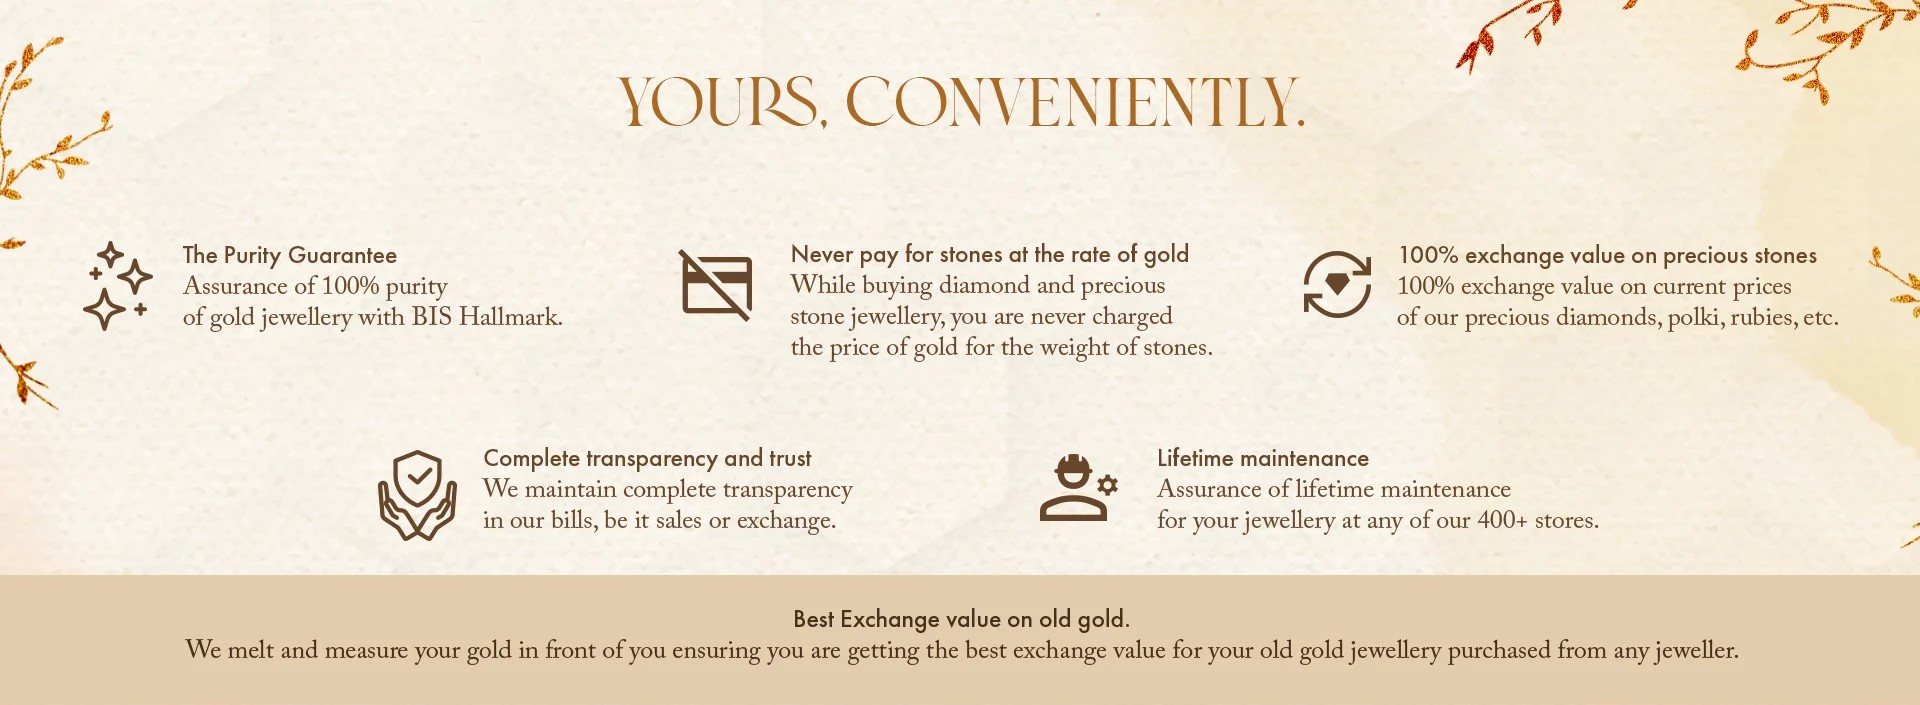 YOURS, CONVENIENTLY.
The Purity Guarantee
Assurance of 100% purity
of gold jewellery with BIS Hallmark.
Never pay for stones at the rate of gold
While buying diamond and precious
stone jewellery, you are never charged
the price of gold for the weight of stones.
100% exchange value on precious stones
100% exchange value on current prices
of our precious diamonds, polki, rubies, etc.
Complete transparency and trust
We maintain complete transparency
in our bills, be it sales or exchange.
Lifetime maintenance
Assurance of lifetime maintenance
for your jewellery at any of our 400+ stores.
Best Exchange value on old gold.
We melt and measure your gold in front of you ensuring you are getting the best exchange value for your old gold jewellery purchased from any jeweller.